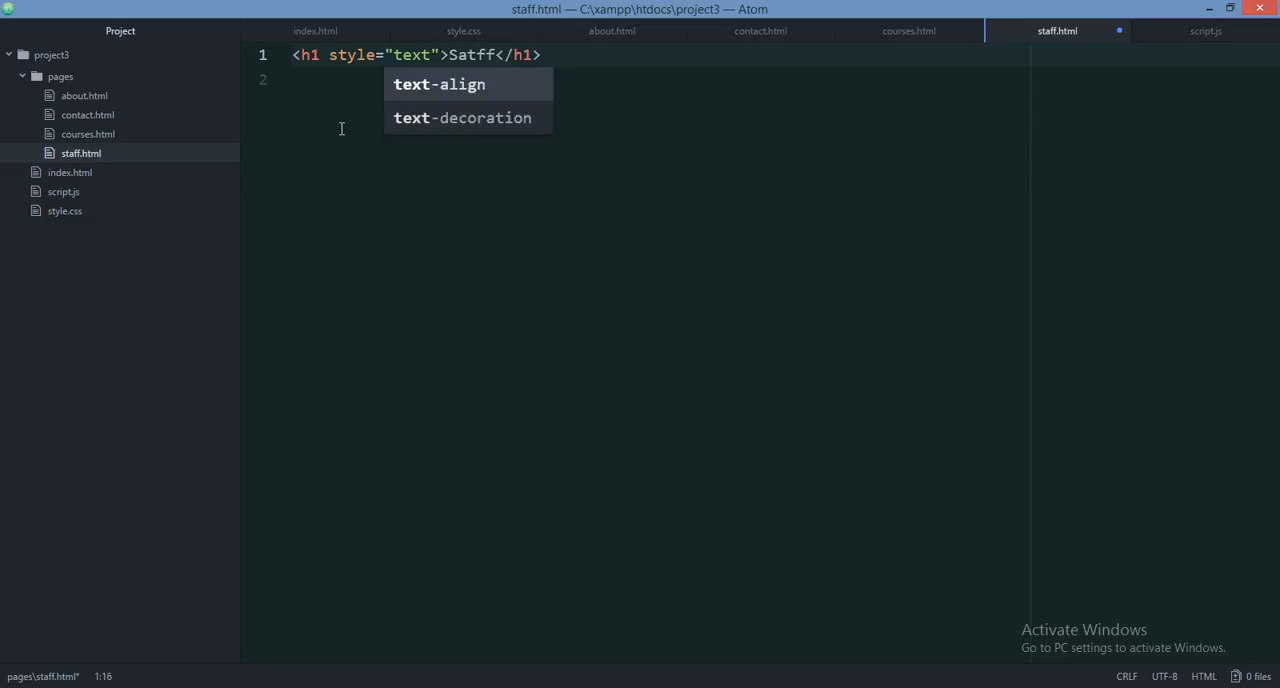 staff.html — C:\xampp\htdocs\project3 — Atom
Project
index.html
style.css
about.html
contact.html
courses.html
staff.html
script.js
project3
pages
about.html
contact.html
courses.html
staff.html
index.html
script.js
style.css
1 <h1 style="text">Satff</h1>
2
text-align
text-decoration
Activate Windows
Go to PC settings to activate Windows.
pages\staff.html* 1:16
CRLF UTF-8 HTML 0 files